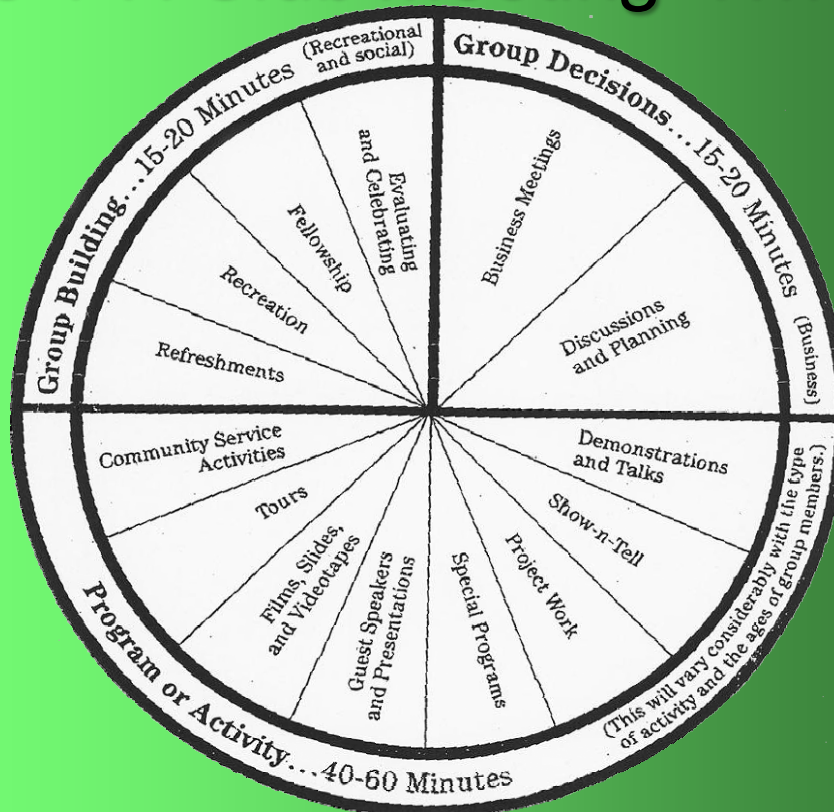 (Recreational
and social)
Group Building...15-20 Minutes
Group Decisions...15-20 Minutes
(Business)
Evaluating
and Celebrating
Fellowship
Recreation
Refreshments
Business Meetings
Discussions
and Planning
Community Service
Activities
Tours
Films, Slides,
and Videotapes
Guest Speakers
and Presentations
Special Programs
Project Work
Show-n-Tell
Demonstrations
and Talks
Program or Activity...40-60 Minutes
(This will vary considerably with the type
of activity and the ages of group members.)